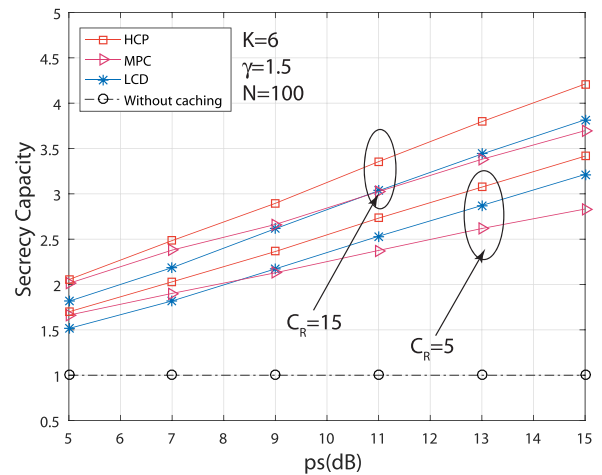 5
4.5
4
3.5
3
2.5
2
1.5
1
0.5
Secrecy Capacity
HCP
MPC
LCD
Without caching
K=6
γ=1.5
N=100
C_R=15
C_R=5
5 6 7 8 9 10 11 12 13 14 15
ps(dB)